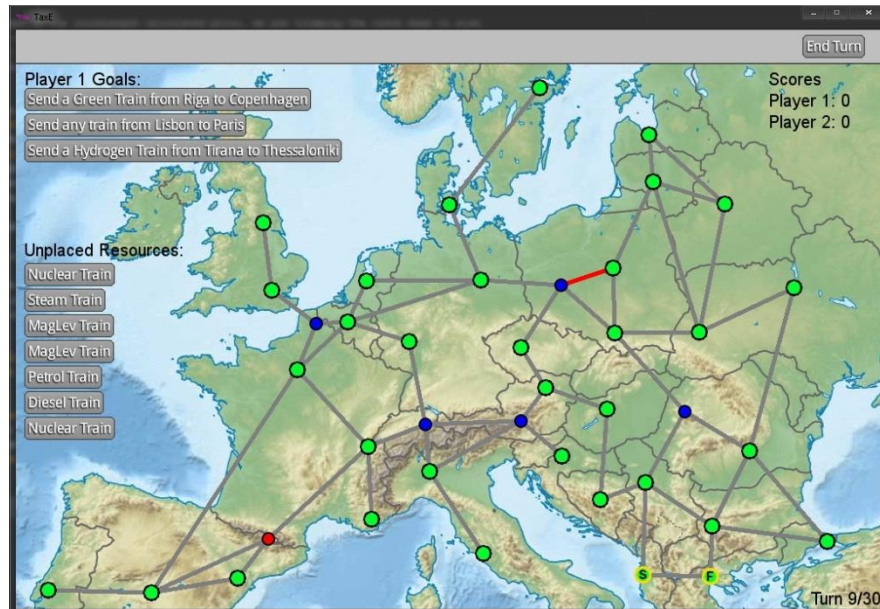 TaxE
End Turn
Player 1 Goals:
Send a Green Train from Riga to Copenhagen
Send any train from Lisbon to Paris
Send a Hydrogen Train from Tirana to Thessaloniki
Scores
Player 1: 0
Player 2: 0
Unplaced Resources:
Nuclear Train
Steam Train
MagLev Train
MagLev Train
Petrol Train
Diesel Train
Nuclear Train
S
F
Turn 9/30